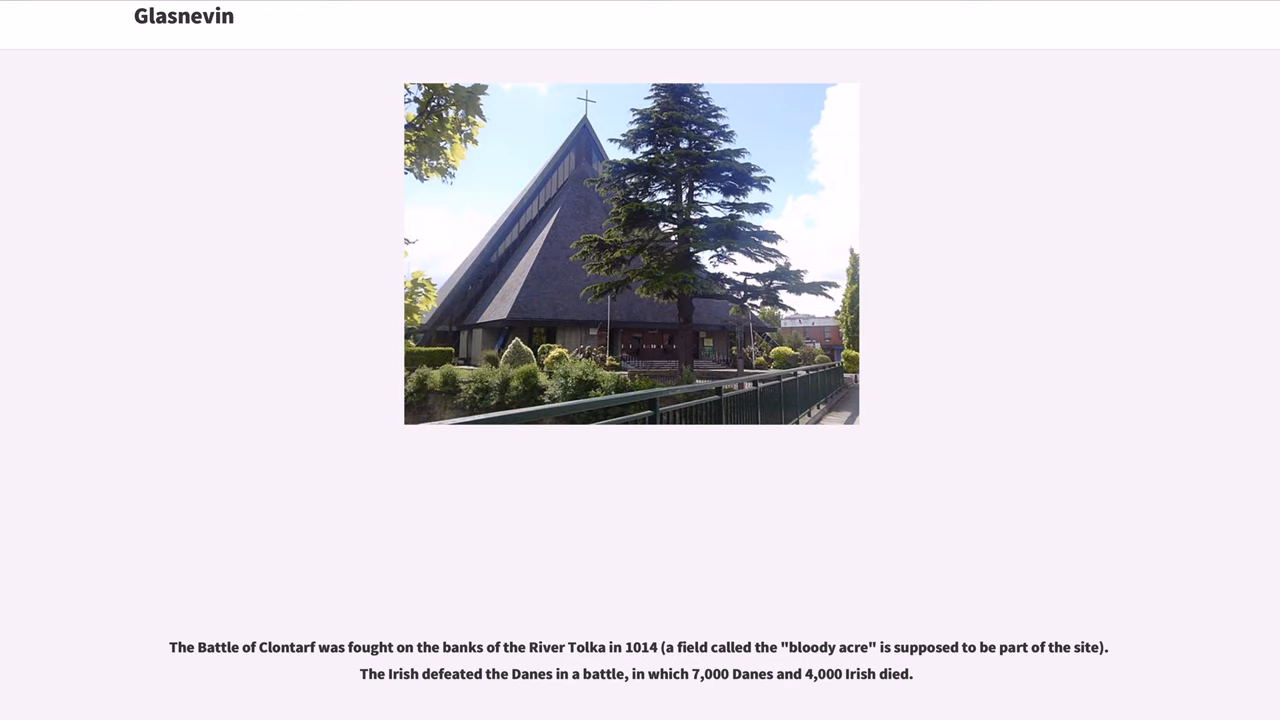 Glasnevin
The Battle of Clontarf was fought on the banks of the River Tolka in 1014 (a field called the "bloody acre" is supposed to be part of the site).
The Irish defeated the Danes in a battle, in which 7,000 Danes and 4,000 Irish died.